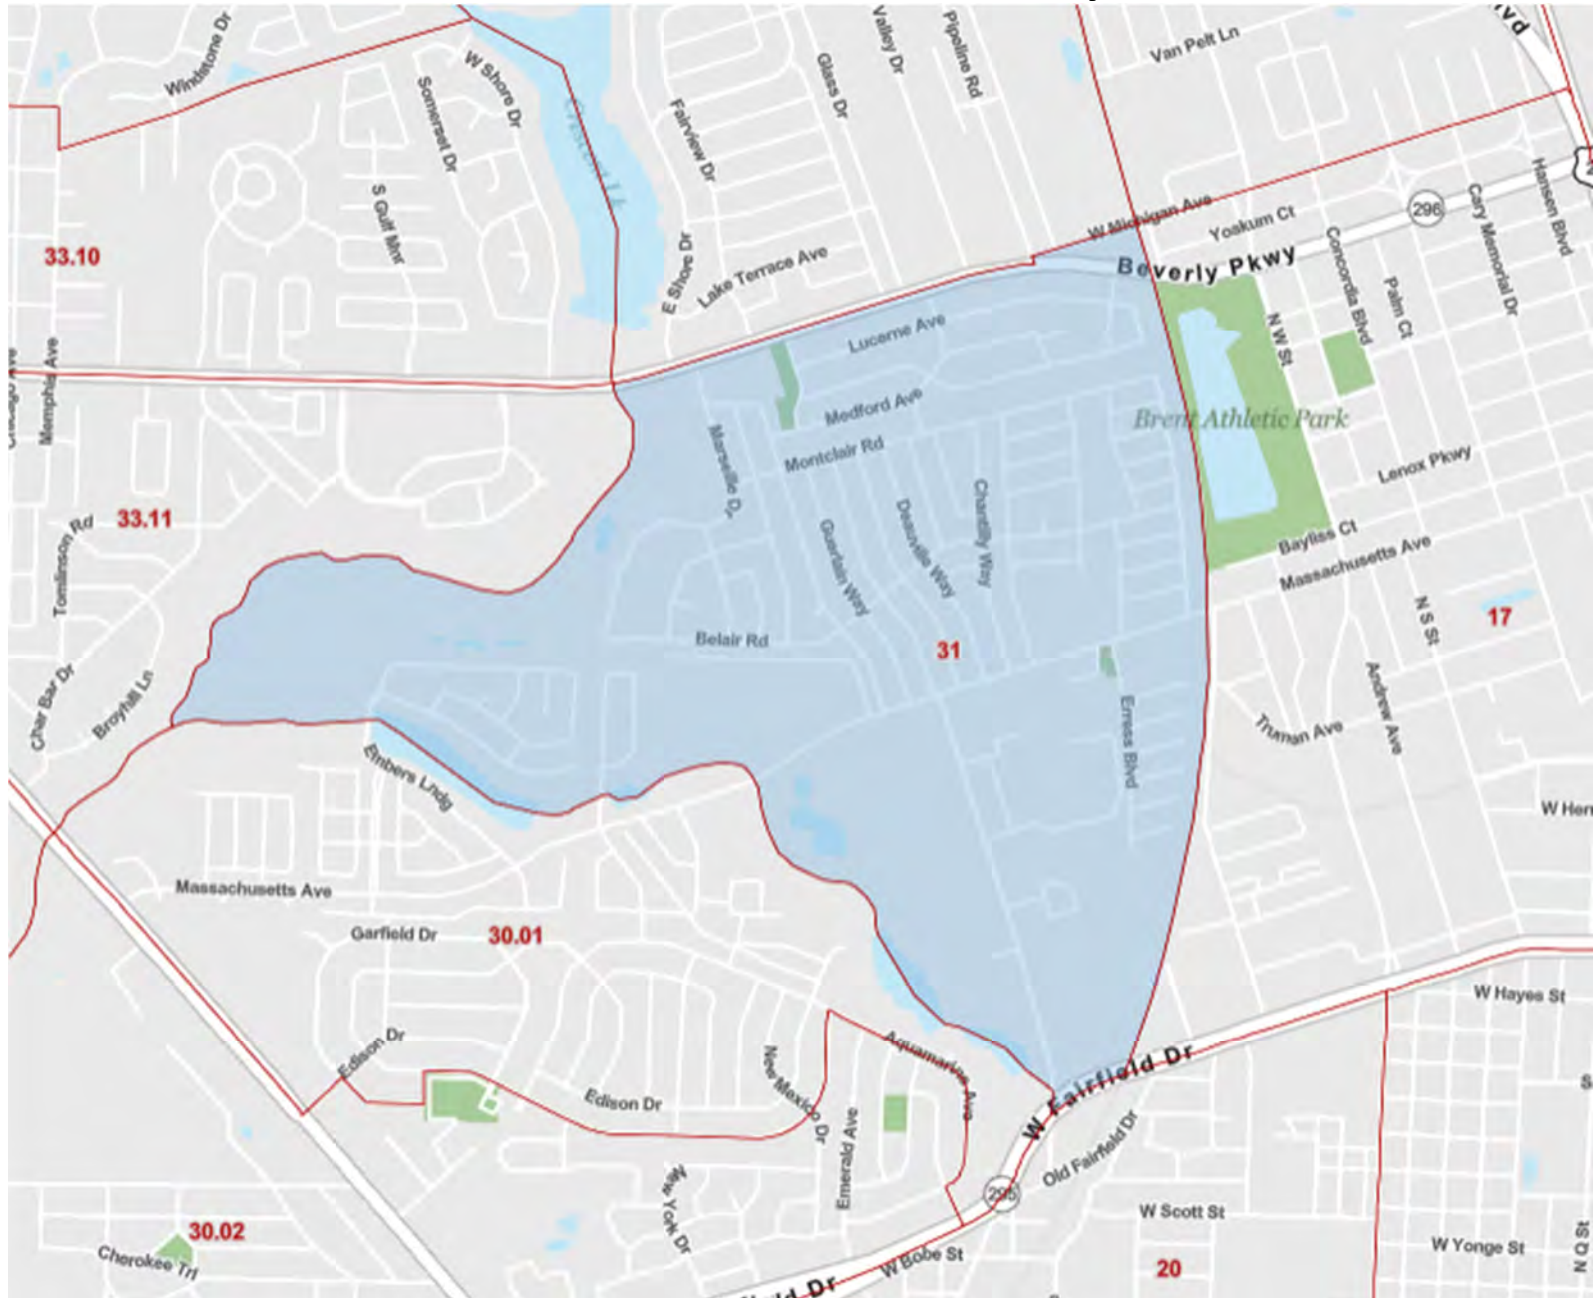 Windstone Dr
W Shore Dr
Somerset Dr
Crescent Lk
Fairview Dr
Glass Dr
Valley Dr
Pipeline Rd
Van Pelt Ln
S Gulf Mnr
E Shore Dr
Lake Terrace Ave
W Michigan Ave
Yoakum Ct
296
Cary Memorial Dr
Hansen Blvd
33.10
Beverly Pkwy
Concordia Blvd
Palm Ct
N W St
Memphis Ave
Lucerne Ave
Medford Ave
Montclair Rd
Brent Athletic Park
Marseille Dr
Lenox Pkwy
33.11
Tomlinson Rd
Guerlain Way
Deauville Way
Chantilly Way
Bayliss Ct
Massachusetts Ave
N S St
17
Belair Rd
31
Char Bar Dr
Broyhill Ln
Erress Blvd
Truman Ave
Andrew Ave
Embers Lndg
W Hen
Massachusetts Ave
Garfield Dr
30.01
W Hayes St
Edison Dr
Edison Dr
New Mexico Dr
Aquamarine Ave
Emerald Ave
W Fairfield Dr
Old Fairfield Dr
295
New York Dr
W Scott St
30.02
Cherokee Trl
W Bobe St
20
W Yonge St
N Q St